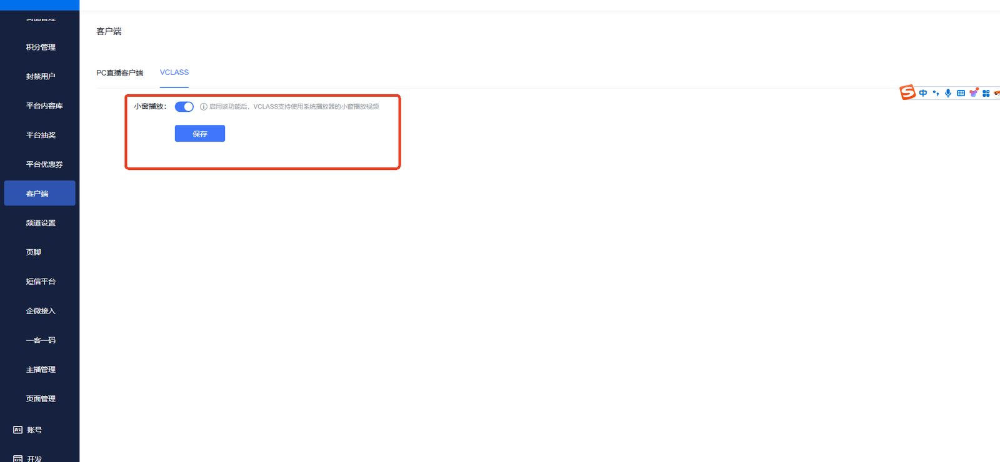 商品管理
积分管理
封禁用户
平台内容库
平台抽奖
平台优惠券
客户端
频道设置
页脚
短信平台
企微接入
一客一码
主播管理
页面管理
账号
开发
客户端
PC直播客户端 VCLASS
小窗播放： 启用该功能后，VCLASS支持使用系统播放器的小窗播放视频
保存
S 中